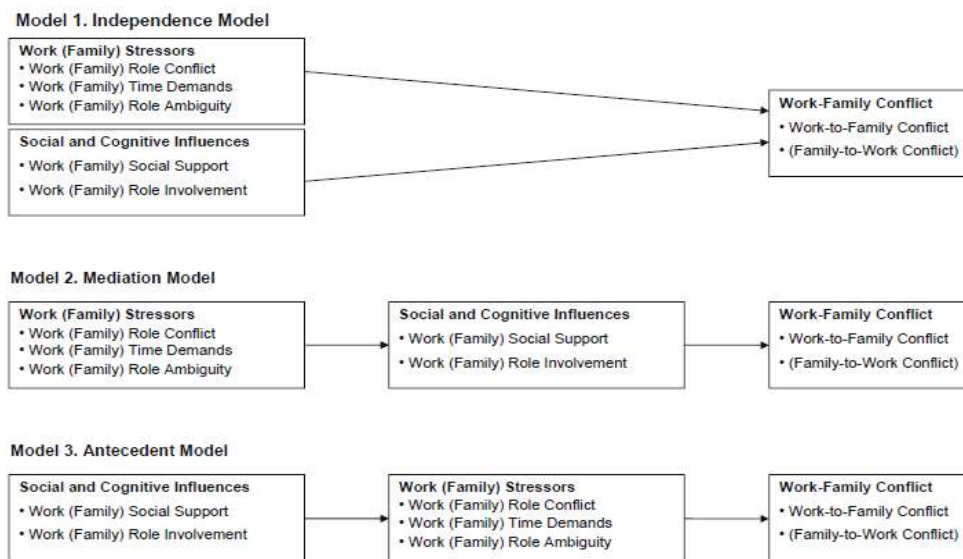 Model 1. Independence Model
Work (Family) Stressors
• Work (Family) Role Conflict
• Work (Family) Time Demands
• Work (Family) Role Ambiguity
Social and Cognitive Influences
• Work (Family) Social Support
• Work (Family) Role Involvement
Work-Family Conflict
• Work-to-Family Conflict
• (Family-to-Work Conflict)
Model 2. Mediation Model
Work (Family) Stressors
• Work (Family) Role Conflict
• Work (Family) Time Demands
• Work (Family) Role Ambiguity
Social and Cognitive Influences
• Work (Family) Social Support
• Work (Family) Role Involvement
Work-Family Conflict
• Work-to-Family Conflict
• (Family-to-Work Conflict)
Model 3. Antecedent Model
Social and Cognitive Influences
• Work (Family) Social Support
• Work (Family) Role Involvement
Work (Family) Stressors
• Work (Family) Role Conflict
• Work (Family) Time Demands
• Work (Family) Role Ambiguity
Work-Family Conflict
• Work-to-Family Conflict
• (Family-to-Work Conflict)